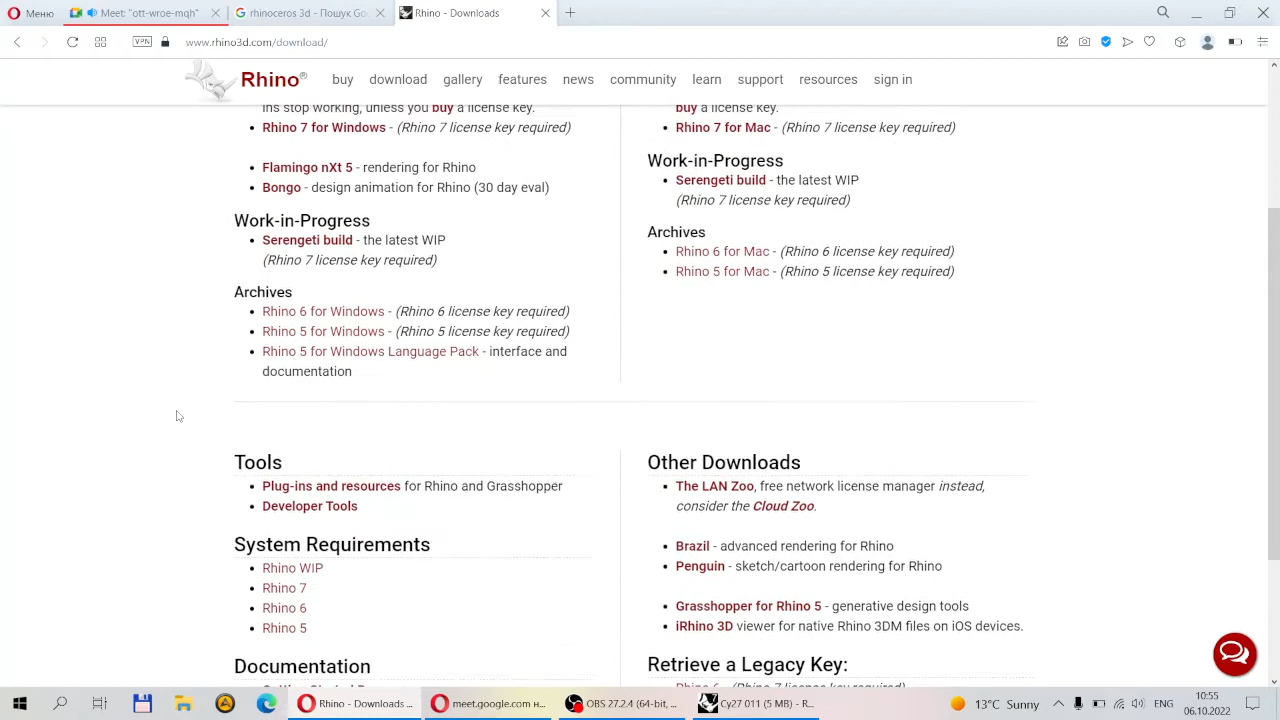 Меню
Meet: "ott-wroe-mgt"
Google
Rhino - Downloads
VPN
www.rhino3d.com/download/
Rhino®
buy
download
gallery
features
news
community
learn
support
resources
sign in
ins stop working, unless you buy a license key.
Rhino 7 for Windows - (Rhino 7 license key required)
Flamingo nXt 5 - rendering for Rhino
Bongo - design animation for Rhino (30 day eval)
Work-in-Progress
Serengeti build - the latest WIP
(Rhino 7 license key required)
Archives
Rhino 6 for Windows - (Rhino 6 license key required)
Rhino 5 for Windows - (Rhino 5 license key required)
Rhino 5 for Windows Language Pack - interface and
documentation
buy a license key.
Rhino 7 for Mac - (Rhino 7 license key required)
Work-in-Progress
Serengeti build - the latest WIP
(Rhino 7 license key required)
Archives
Rhino 6 for Mac - (Rhino 6 license key required)
Rhino 5 for Mac - (Rhino 5 license key required)
Tools
Plug-ins and resources for Rhino and Grasshopper
Developer Tools
System Requirements
Rhino WIP
Rhino 7
Rhino 6
Rhino 5
Documentation
Other Downloads
The LAN Zoo, free network license manager instead,
consider the Cloud Zoo.
Brazil - advanced rendering for Rhino
Penguin - sketch/cartoon rendering for Rhino
Grasshopper for Rhino 5 - generative design tools
iRhino 3D viewer for native Rhino 3DM files on iOS devices.
Retrieve a Legacy Key:
Rhino - Downloads ...
meet.google.com
OBS 27.2.4 (64-bit, ...
Cy27 011 (5 MB) - R...
13°C Sunny
10:55
06.10.2022